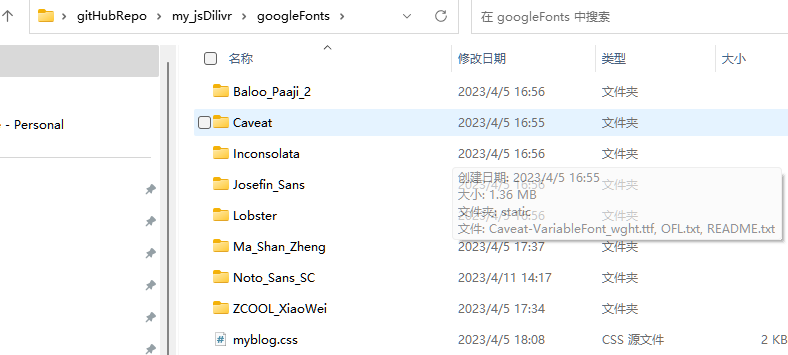 gitHubRepo > my_jsDilivr > googleFonts > 在 googleFonts 中搜索
名称 修改日期 类型 大小
Baloo_Paaji_2 2023/4/5 16:56 文件夹
- Personal
Caveat 2023/4/5 16:55 文件夹
Inconsolata 2023/4/5 16:56 文件夹
Josefin_Sans 2023/4/5 16:56 文件夹
Lobster 2023/4/5 16:56 文件夹
创建日期: 2023/4/5 16:55
大小: 1.36 MB
文件夹: static
文件: Caveat-VariableFont_wght.ttf, OFL.txt, README.txt
Ma_Shan_Zheng 2023/4/5 17:37 文件夹
Noto_Sans_SC 2023/4/11 14:17 文件夹
ZCOOL_XiaoWei 2023/4/5 17:34 文件夹
# myblog.css 2023/4/5 18:08 CSS 源文件 2 KB